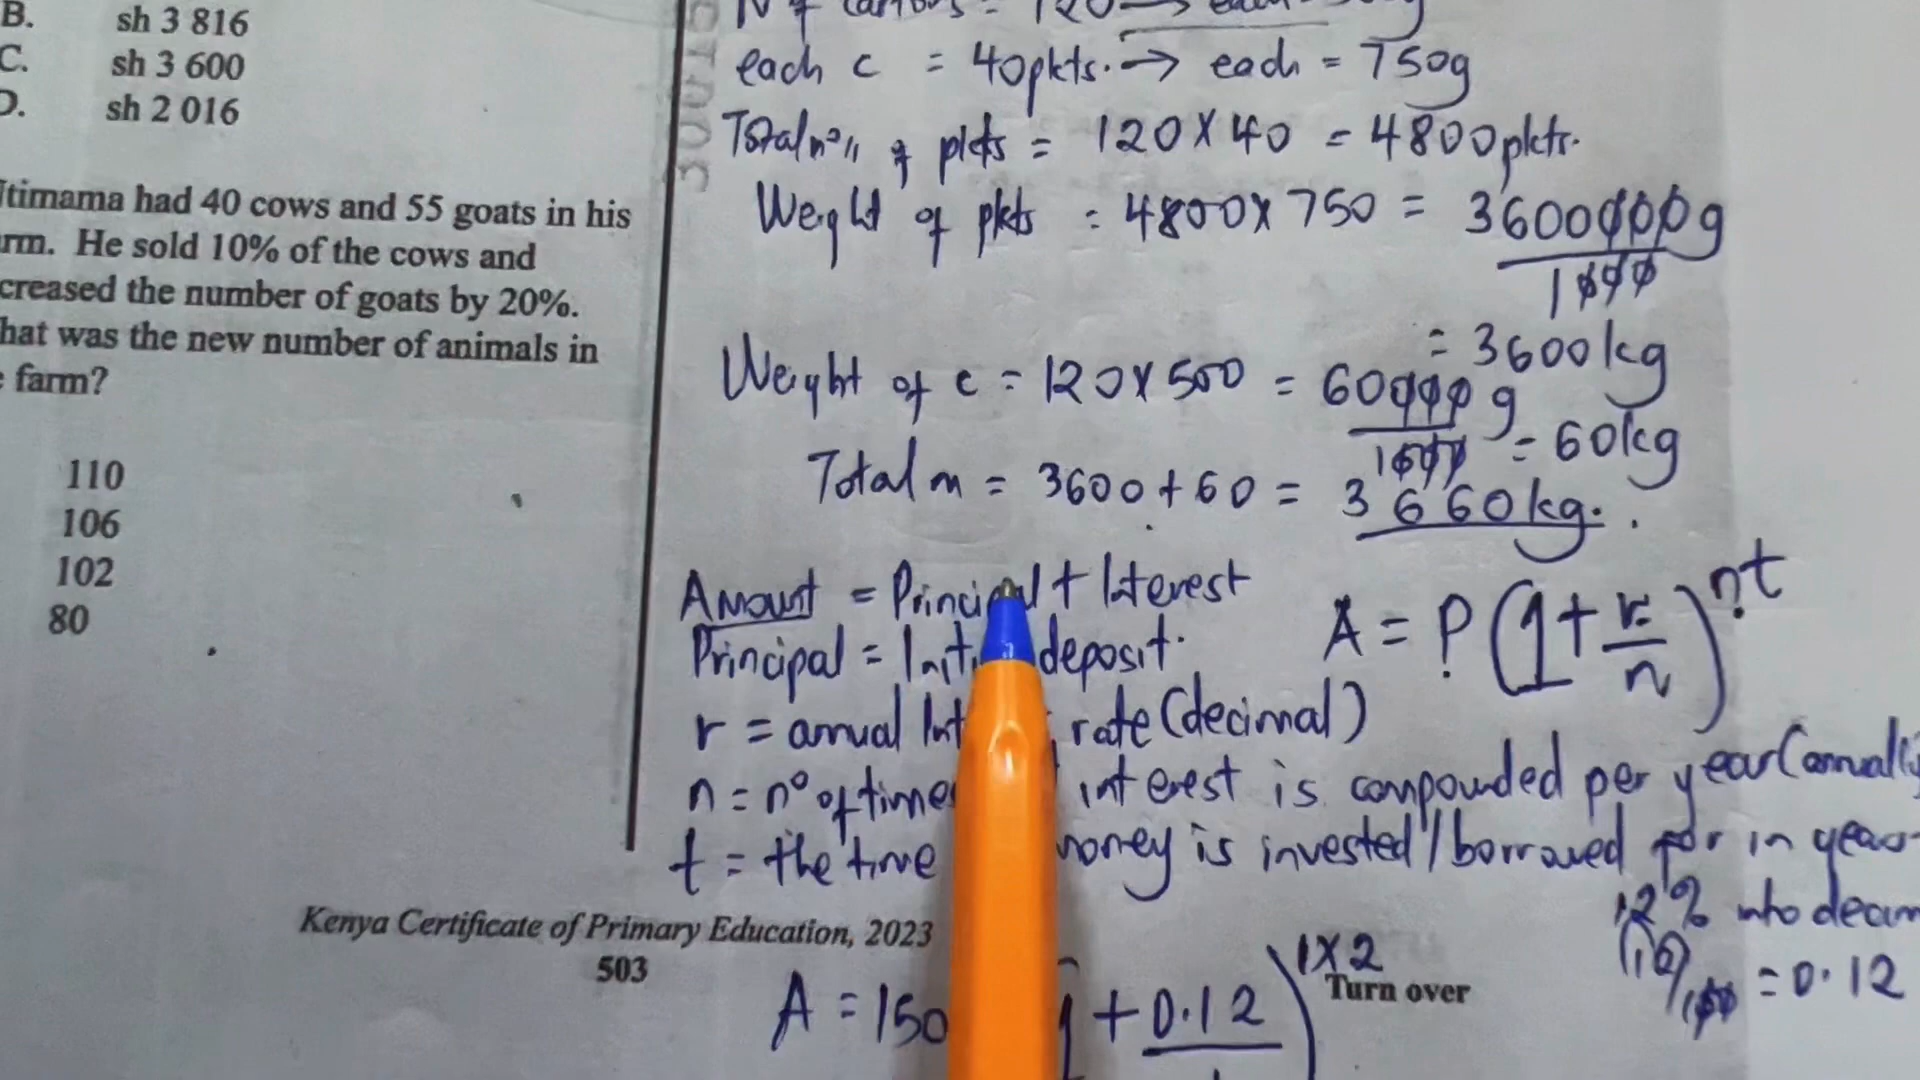 B. sh 3 816
C. sh 3 600
D. sh 2 016
timama had 40 cows and 55 goats in his
rm. He sold 10% of the cows and
creased the number of goats by 20%.
hat was the new number of animals in
farm?
110
106
102
80
each c = 40pkts. → each = 750g
Total no. of pkts = 120 X 40 = 4800pkts.
Weight of pkts = 4800 x 750 = 3600000g
1000
= 3600kg
Weight of c = 120 x 500 = 60000 g
1000 = 60kg
Total m = 3600 + 60 = 3660kg.
Amount = Principal + Interest
A = P (1 + r/n)^nt
Principal = Initial deposit.
r = annual rate (decimal)
n = n° of times interest is compounded per year (annually
t = the time money is invested / borrowed for in years
12% into decim
12/100 = 0.12
Kenya Certificate of Primary Education, 2023
503
Turn over
A = 150 + 0.12
1 X 2